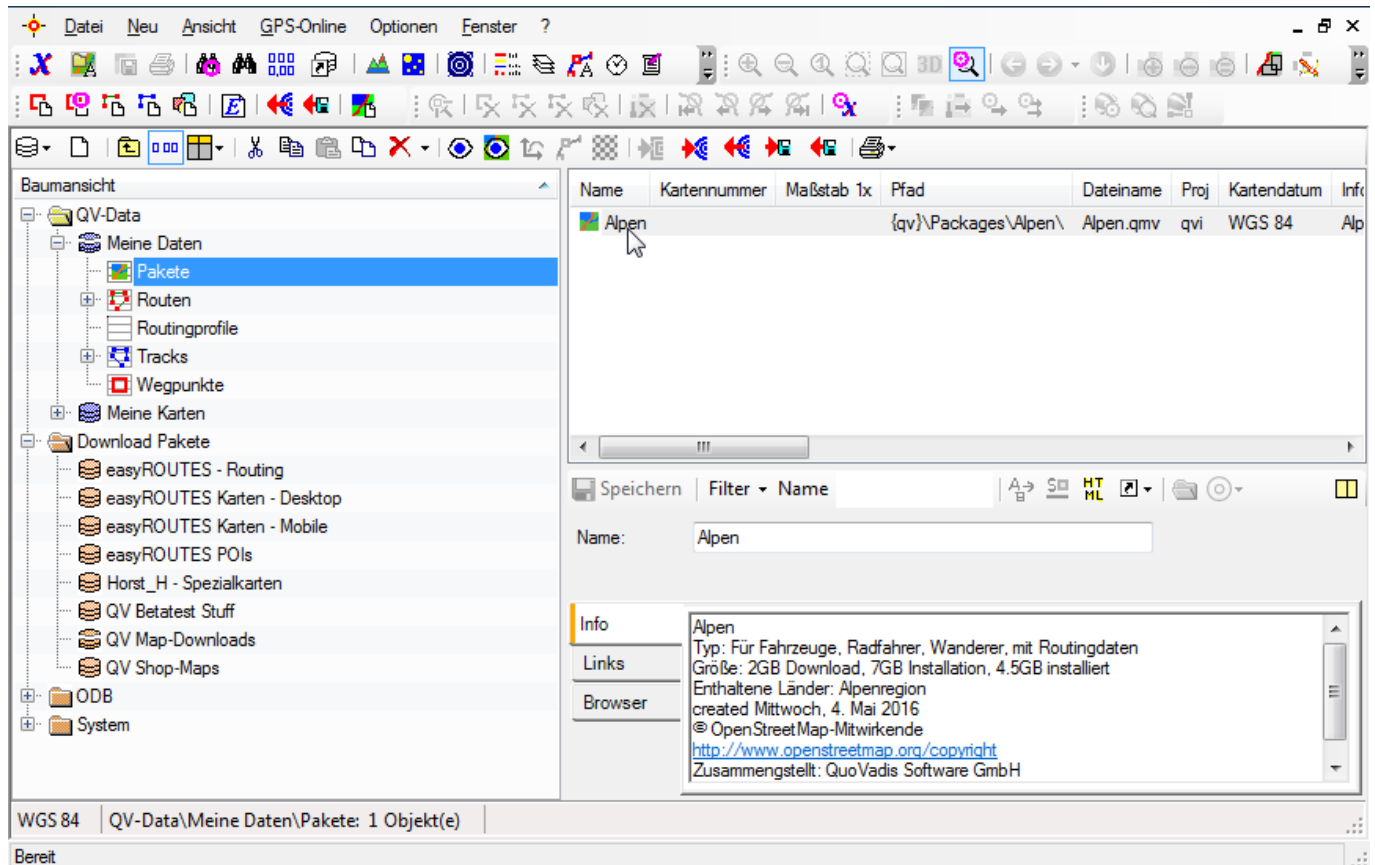 Datei Neu Ansicht GPS-Online Optionen Fenster ?
3D
Baumansicht
QV-Data
Meine Daten
Pakete
Routen
Routingprofile
Tracks
Wegpunkte
Meine Karten
Download Pakete
easyROUTES - Routing
easyROUTES Karten - Desktop
easyROUTES Karten - Mobile
easyROUTES POIs
Horst_H - Spezialkarten
QV Betatest Stuff
QV Map-Downloads
QV Shop-Maps
ODB
System
Name Kartennummer Maßstab 1x Pfad Dateiname Proj Kartendatum Info
Alpen {qv}\Packages\Alpen\ Alpen.qmv qvi WGS 84 Alp
Speichern Filter Name HTML
Name: Alpen
Info
Links
Browser
Alpen
Typ: Für Fahrzeuge, Radfahrer, Wanderer, mit Routingdaten
Größe: 2GB Download, 7GB Installation, 4.5GB installiert
Enthaltene Länder: Alpenregion
created Mittwoch, 4. Mai 2016
© OpenStreetMap-Mitwirkende
http://www.openstreetmap.org/copyright
Zusammengstellt: QuoVadis Software GmbH
WGS 84 QV-Data\Meine Daten\Pakete: 1 Objekt(e)
Bereit